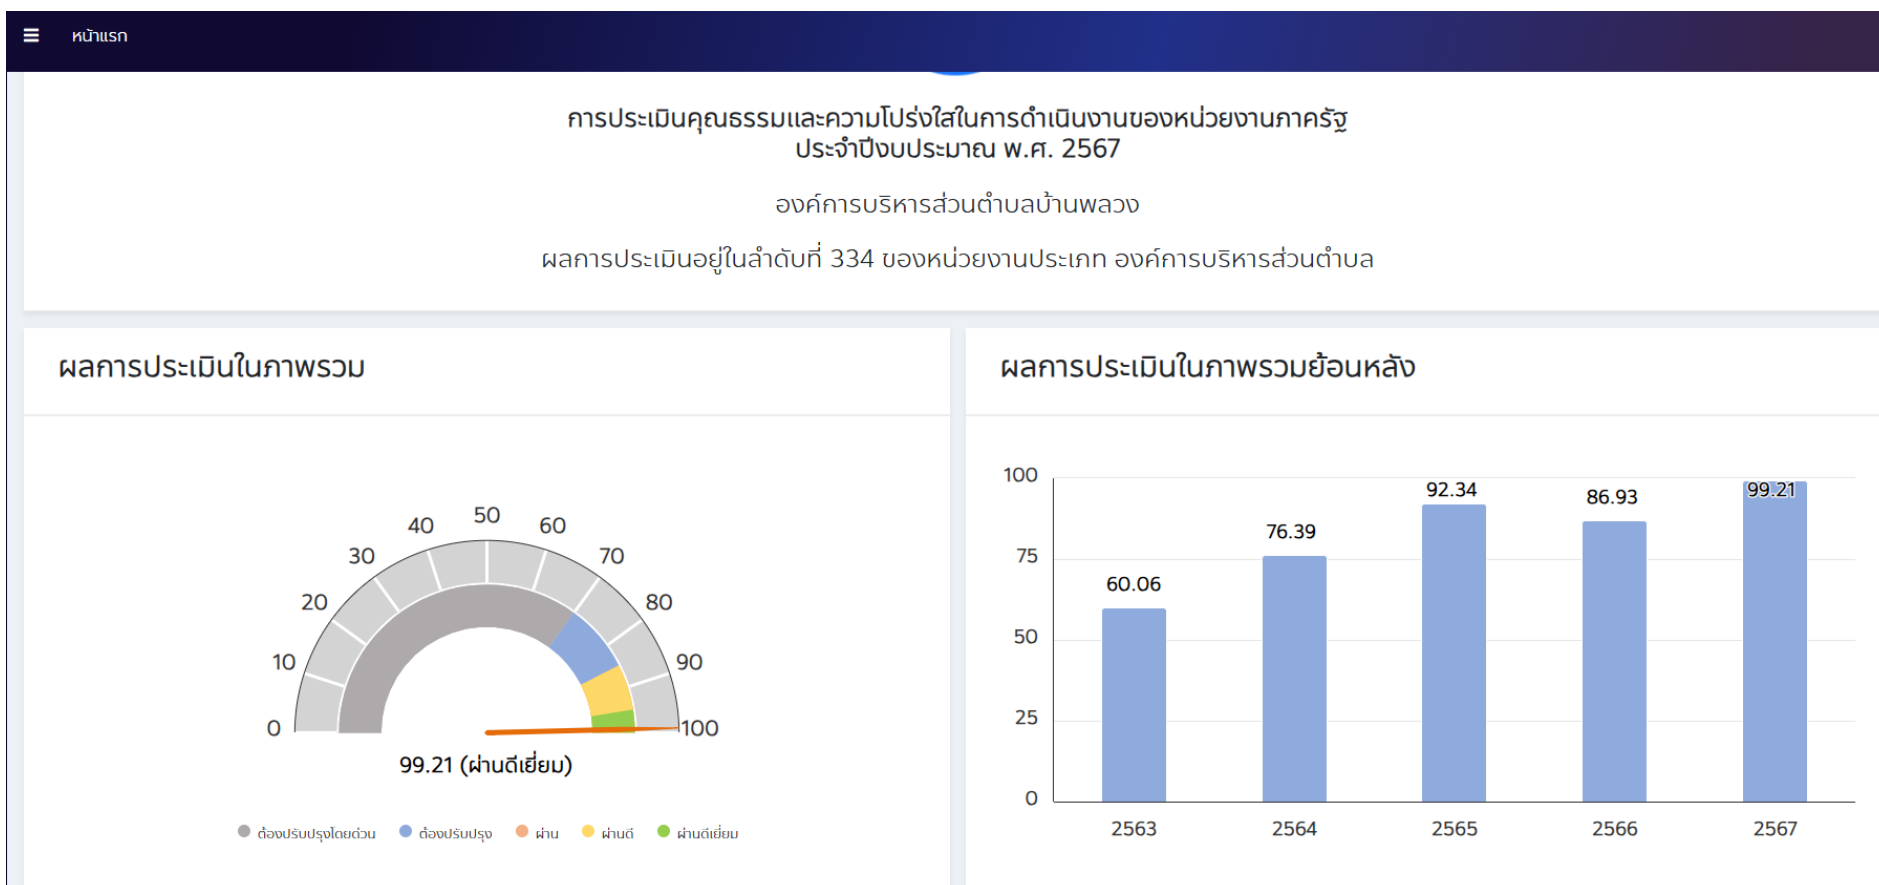 หน้าแรก
การประเมินคุณธรรมและความโปร่งใสในการดำเนินงานของหน่วยงานภาครัฐ
ประจำปีงบประมาณ พ.ศ. 2567
องค์การบริหารส่วนตำบลบ้านพลวง
ผลการประเมินอยู่ในลำดับที่ 334 ของหน่วยงานประเภท องค์การบริหารส่วนตำบล
ผลการประเมินในภาพรวม
0
10
20
30
40
50
60
70
80
90
100
99.21 (ผ่านดีเยี่ยม)
ต้องปรับปรุงโดยด่วน ต้องปรับปรุง ผ่าน ผ่านดี ผ่านดีเยี่ยม
ผลการประเมินในภาพรวมย้อนหลัง
100
75
50
25
0
60.06
76.39
92.34
86.93
99.21
2563 2564 2565 2566 2567